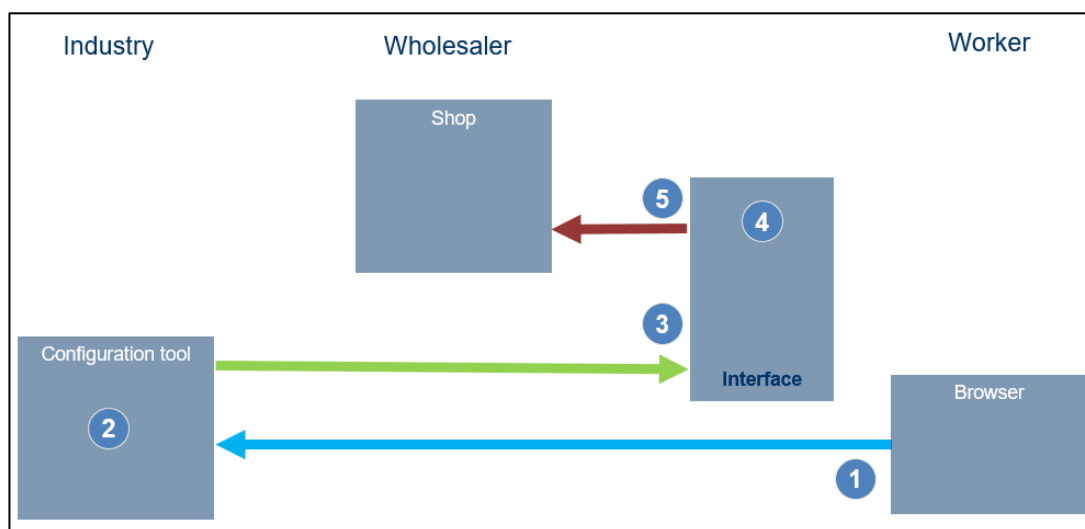 Industry
Wholesaler
Worker
Shop
5
4
3
Configuration tool
Interface
Browser
2
1